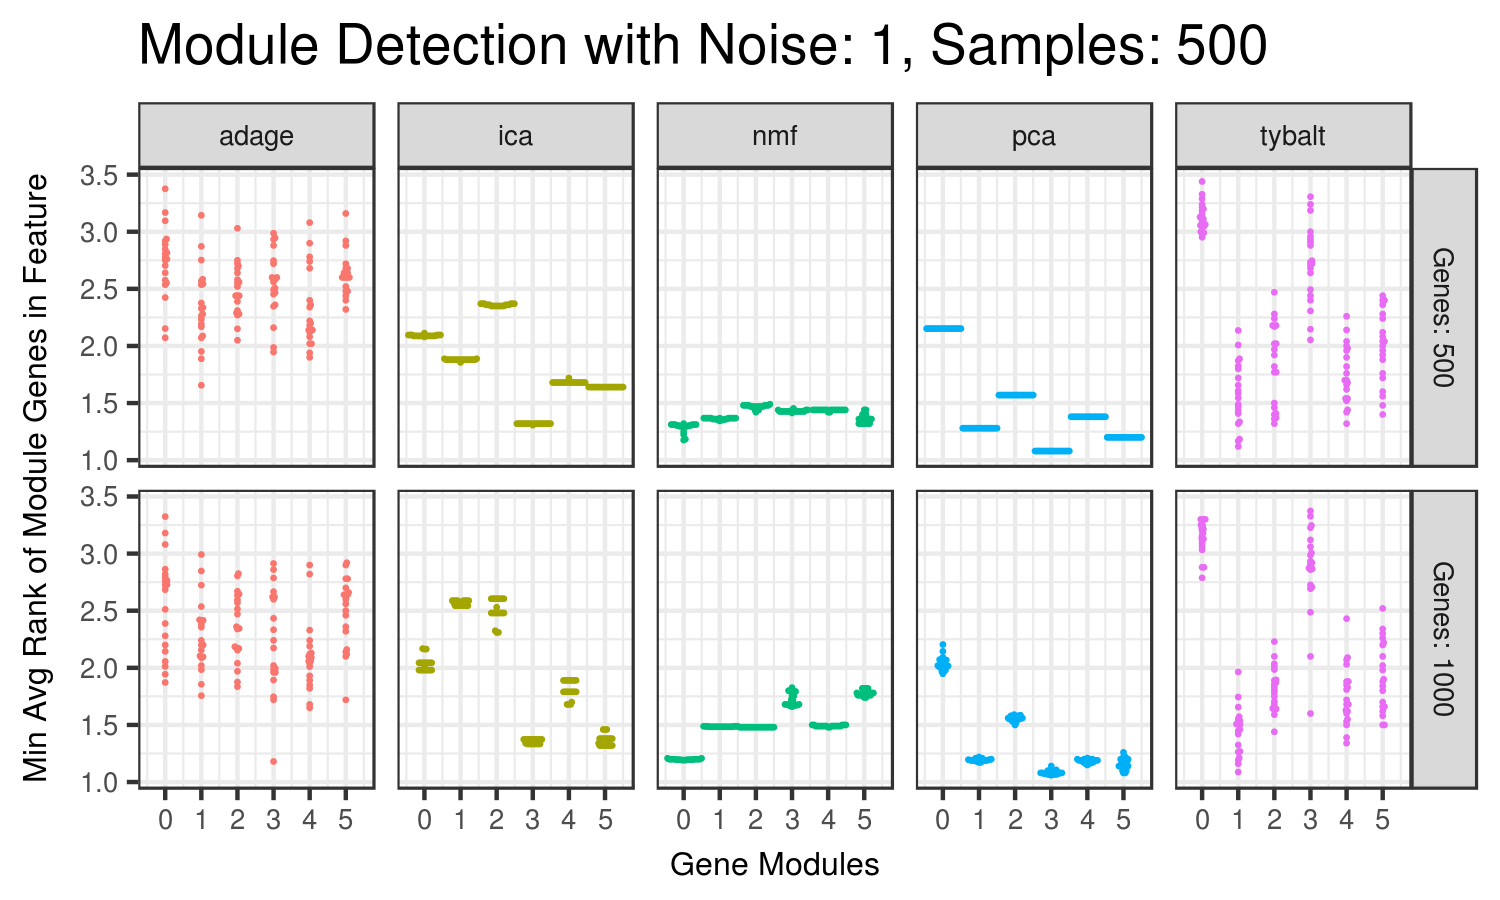 Module Detection with Noise: 1, Samples: 500
adage ica nmf pca tybalt
Min Avg Rank of Module Genes in Feature
3.5
3.0
2.5
2.0
1.5
1.0
Genes: 500
3.5
3.0
2.5
2.0
1.5
1.0
Genes: 1000
0 1 2 3 4 5 0 1 2 3 4 5 0 1 2 3 4 5 0 1 2 3 4 5 0 1 2 3 4 5
Gene Modules